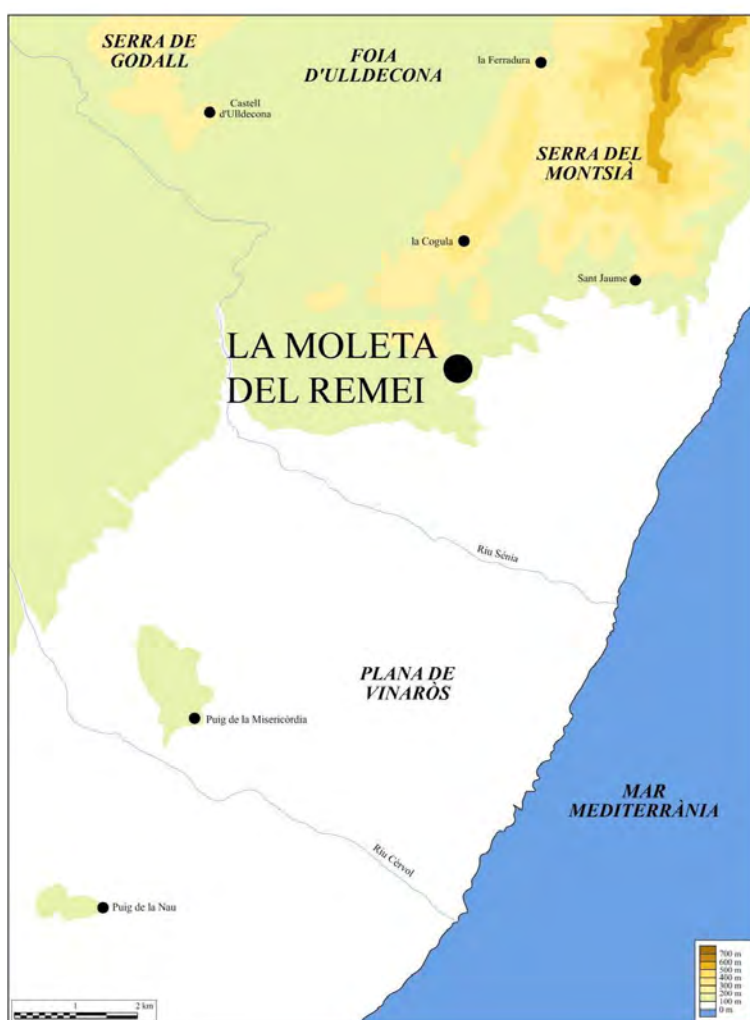 SERRA DE
GODALL
FOIA
D'ULLDECONA
la Ferradura
Castell
d'Ulldecona
SERRA DEL
MONTSIÀ
la Cogula
Sant Jaume
LA MOLETA
DEL REMEI
Riu Sénia
PLANA DE
VINARÒS
Puig de la Misericòrdia
MAR
MEDITERRÀNIA
Riu Cérvol
Puig de la Nau
700 m
600 m
500 m
400 m
300 m
200 m
100 m
0 m
1 2 km